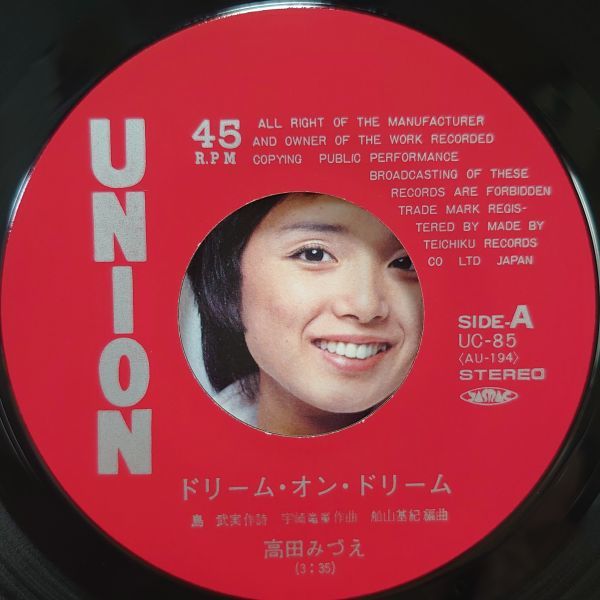 UNION
45
R.P.M
ALL RIGHT OF THE MANUFACTURER
AND OWNER OF THE WORK RECORDED
COPYING PUBLIC PERFORMANCE
BROADCASTING OF THESE
RECORDS ARE FORBIDDEN
TRADE MARK REGIS-
TERED BY MADE BY
TEICHIKU RECORDS
CO LTD JAPAN
SIDE-A
UC-85
〈AU-194〉
STEREO
JASRAC
ドリーム・オン・ドリーム
島 武実作詩 宇崎竜童作曲 船山基紀編曲
高田みづえ
(3:35)